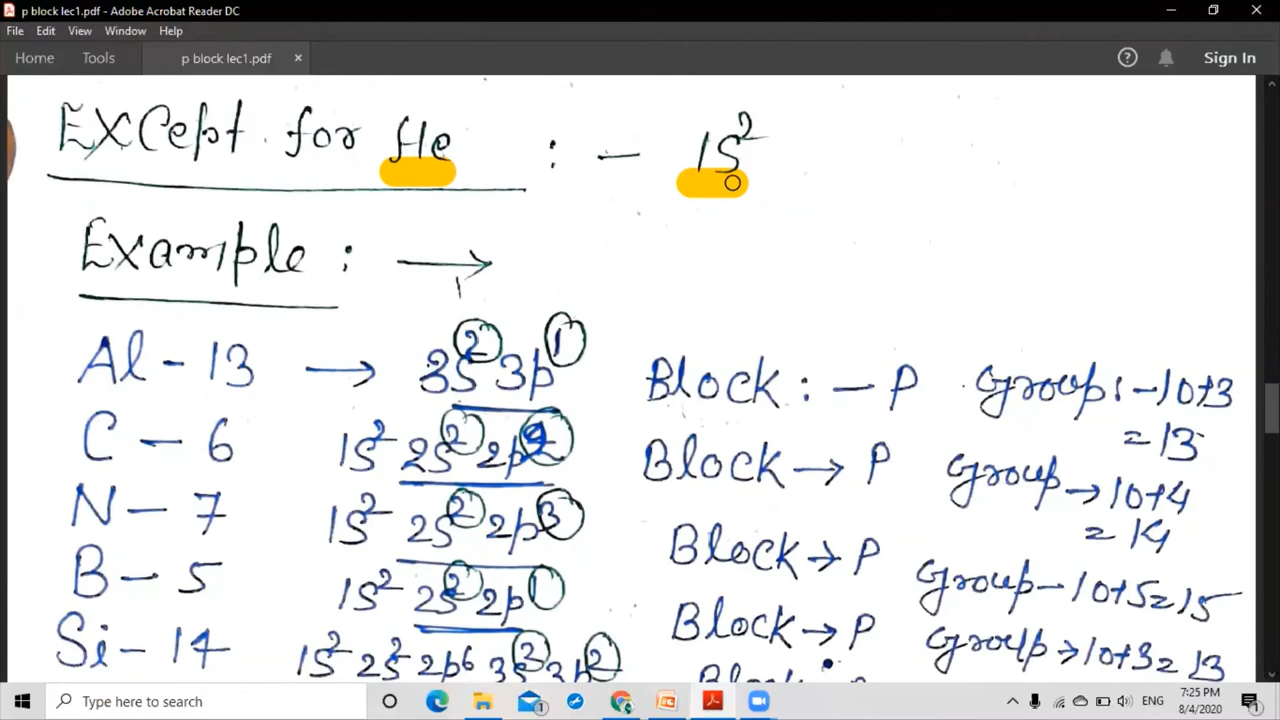 p block lec1.pdf - Adobe Acrobat Reader DC
File Edit View Window Help
Home Tools p block lec1.pdf × Sign In
EXCept for He : - 1S²
Example : →
Al - 13 → 3S² 3p¹ Block : - P Group : - 10+3
= 13
C - 6 1S² 2S² 2p² Block → P Group → 10+4
= 14
N - 7 1S² 2S² 2p³ Block → P Group - 10+5=15
B - 5 1S² 2S² 2p¹ Block → P Group → 10+3=13
Si - 14 1S² 2S² 2p⁶
Type here to search ENG 7:25 PM
8/4/2020